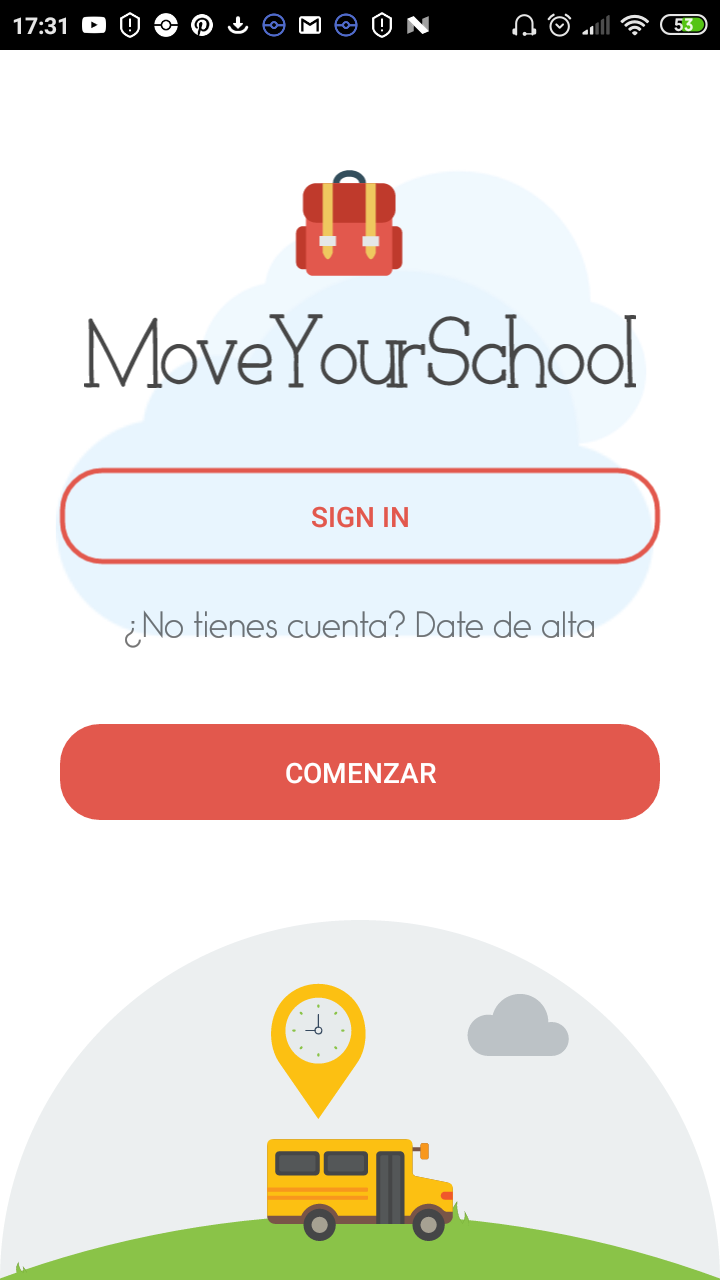 17:31
53
MoveYourSchool
SIGN IN
¿No tienes cuenta? Date de alta
COMENZAR